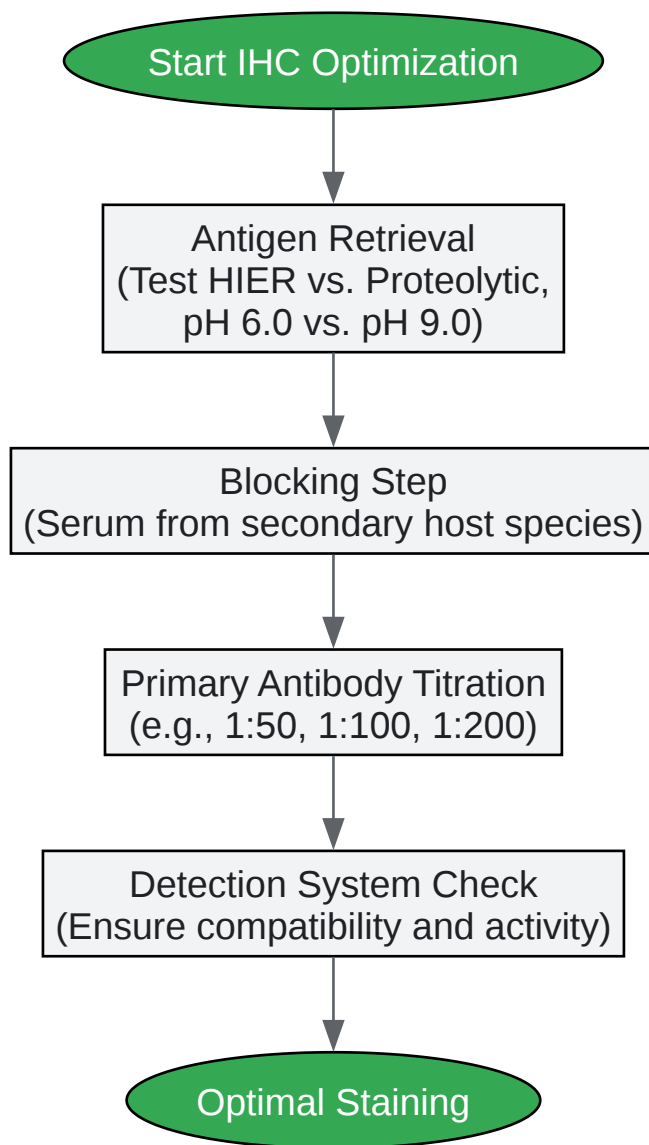 Start IHC Optimization
Antigen Retrieval
(Test HIER vs. Proteolytic,
pH 6.0 vs. pH 9.0)
Blocking Step
(Serum from secondary host species)
Primary Antibody Titration
(e.g., 1:50, 1:100, 1:200)
Detection System Check
(Ensure compatibility and activity)
Optimal Staining